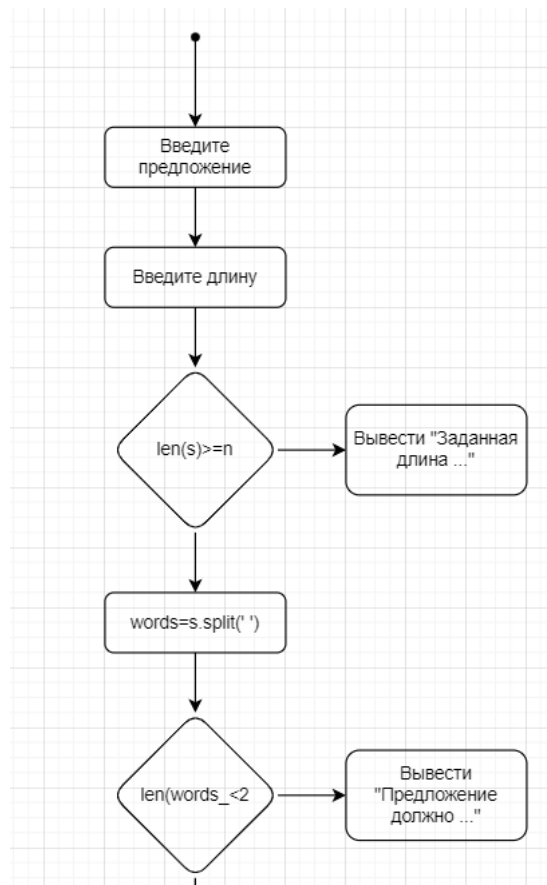 Введите
предложение
Введите длину
len(s)>=n
Вывести "Заданная
длина ..."
words=s.split(' ')
len(words_<2
Вывести
"Предложение
должно ..."